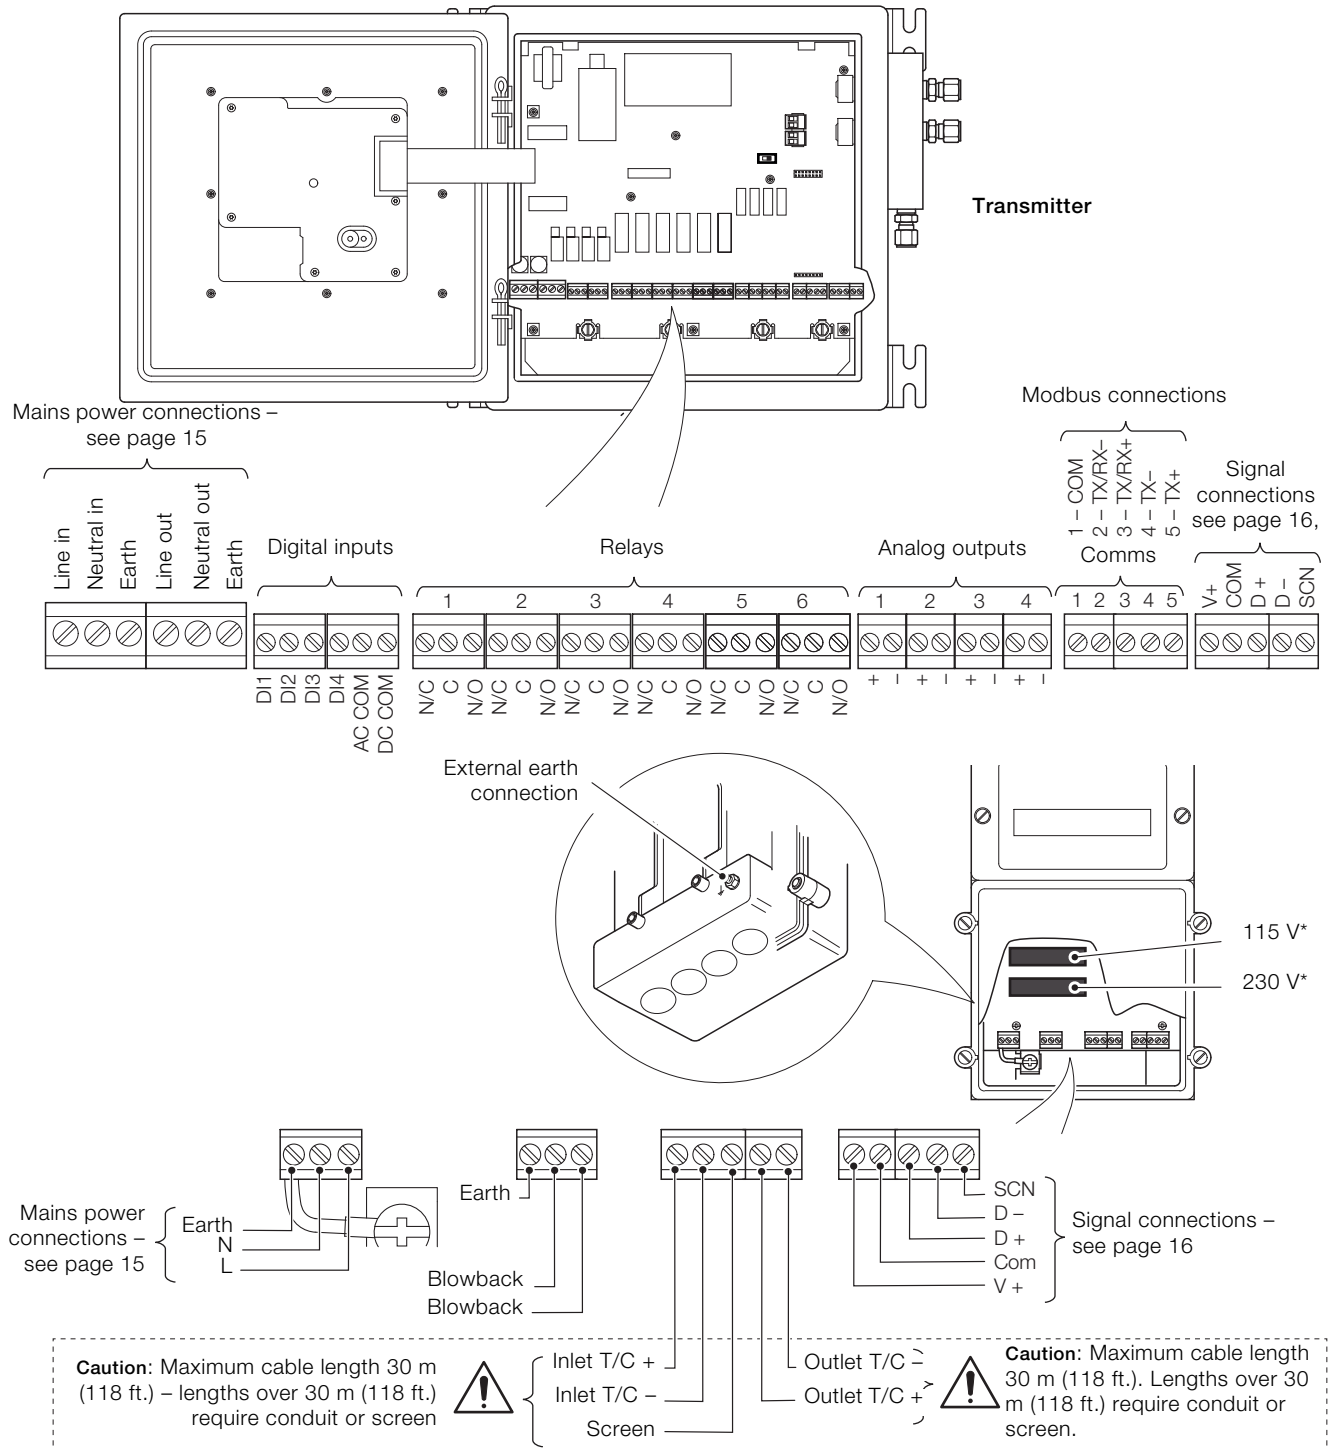 Transmitter
Mains power connections –
see page 15
Modbus connections
1 – COM
2 – TX/RX–
3 – TX/RX+
4 – TX–
5 – TX+
Signal
connections
see page 16,
Line in
Neutral in
Earth
Line out
Neutral out
Earth
Digital inputs
Relays
Analog outputs
Comms
V+
COM
D +
D –
SCN
1 2 3 4 5 6
1 2 3 4
1 2 3 4 5
DI1
DI2
DI3
DI4
AC COM
DC COM
N/C C N/O N/C C N/O N/C C N/O N/C C N/O N/C C N/O N/C C N/O
+ – + – + – + –
External earth
connection
115 V*
230 V*
Mains power
connections –
see page 15
Earth
N
L
Earth
Blowback
Blowback
SCN
D –
D +
Com
V +
Signal connections –
see page 16
Caution: Maximum cable length 30 m
(118 ft.) – lengths over 30 m (118 ft.)
require conduit or screen
Inlet T/C +
Inlet T/C –
Screen
Outlet T/C –
Outlet T/C +
Caution: Maximum cable length
30 m (118 ft.). Lengths over 30
m (118 ft.) require conduit or
screen.